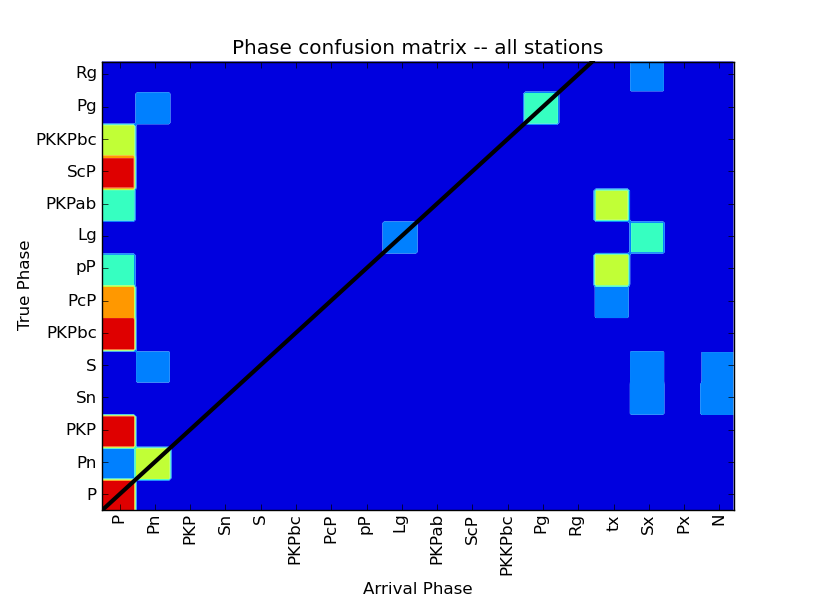 Phase confusion matrix -- all stations
Rg
Pg
PKKPbc
ScP
PKPab
Lg
pP
PcP
PKPbc
S
Sn
PKP
Pn
P
True Phase
P
Pn
PKP
Sn
S
PKPbc
PcP
pP
Lg
PKPab
ScP
PKKPbc
Pg
Rg
tx
Sx
Px
N
Arrival Phase